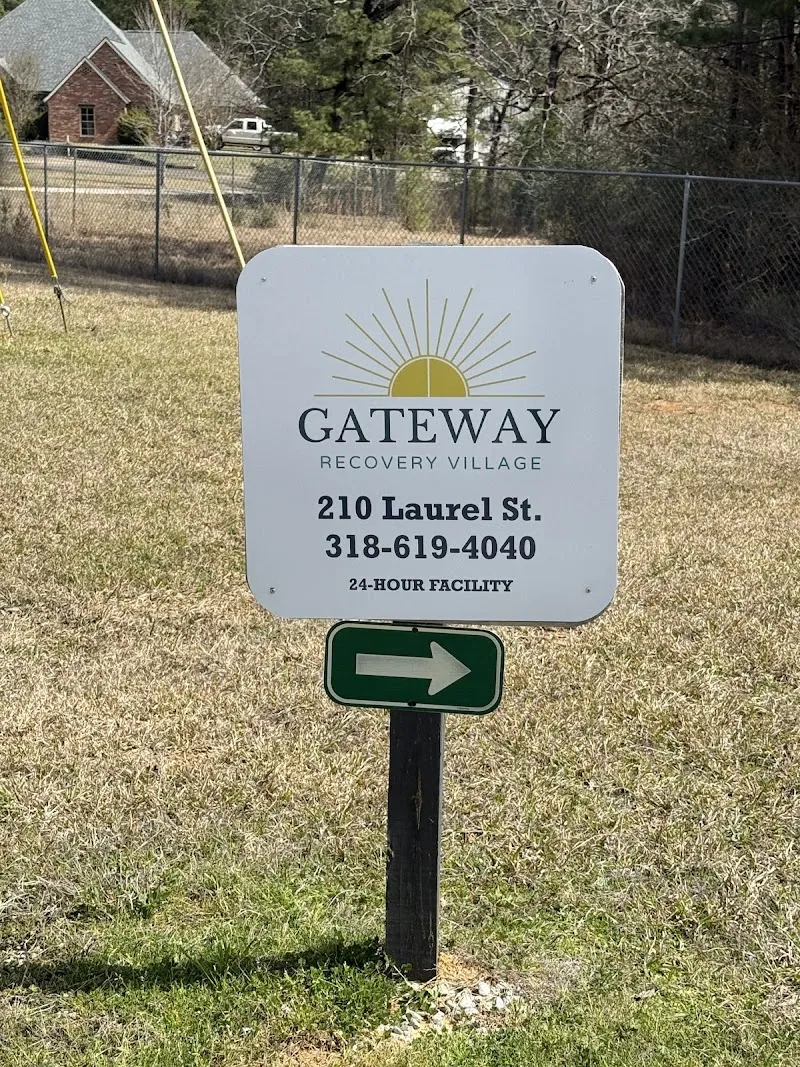 GATEWAY
RECOVERY VILLAGE
210 Laurel St.
318-619-4040
24-HOUR FACILITY